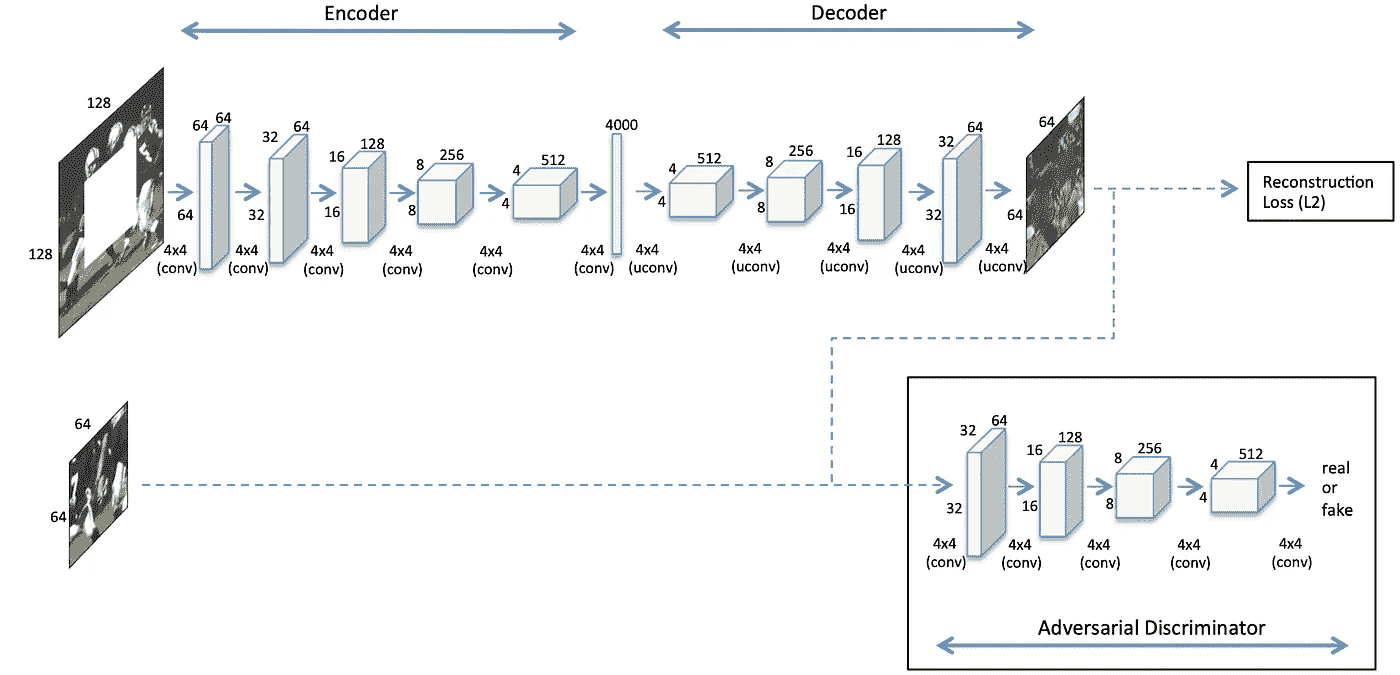 Encoder
Decoder
128
128
64 64
64
32 64
32
16 128
16
8 256
8
4 512
4
4000
4 512
4
8 256
8
16 128
16
32 64
32
64
64
4x4 (conv)
4x4 (conv)
4x4 (conv)
4x4 (conv)
4x4 (conv)
4x4 (conv)
4x4 (uconv)
4x4 (uconv)
4x4 (uconv)
4x4 (uconv)
4x4 (uconv)
Reconstruction
Loss (L2)
64
64
32 64
32
16 128
16
8 256
8
4 512
4
real
or
fake
4x4 (conv)
4x4 (conv)
4x4 (conv)
4x4 (conv)
4x4 (conv)
Adversarial Discriminator